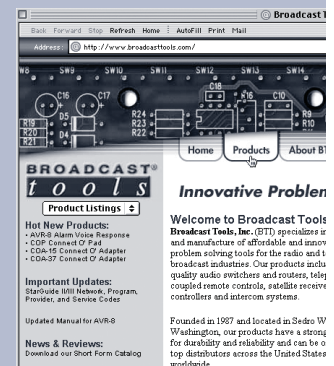 Broadcast T
Back Forward Stop Refresh Home AutoFill Print Mail
Address: http://www.broadcasttools.com/
W8 SW9 SW10 SW11 SW12 SW13 SW14
C18
C16 C17 C10
R19 R24 R9
R20 D5 R23 R10
R21 D4 R22
Home Products About B
BROADCAST®
tools
Product Listings
Innovative Problem
Hot New Products:
• AVR-8 Alarm Voice Response
• COP Connect O' Pad
• COA-15 Connect O' Adapter
• COA-37 Connect O' Adapter
Important Updates:
StarGuide II/III Network, Program,
Provider, and Service Codes
Updated Manual for AVR-8
News & Reviews:
Download our Short Form Catalog
Welcome to Broadcast Tools
Broadcast Tools, Inc. (BTI) specializes in
and manufacture of affordable and innov
problem solving tools for the radio and t
broadcast industries. Our products inclu
quality audio switchers and routers, telep
coupled remote controls, satellite receive
controllers and intercom systems.
Founded in 1987 and located in Sedro W
Washington, our products have a strong
for durability and reliability and can be o
top distributors across the United States
worldwide.